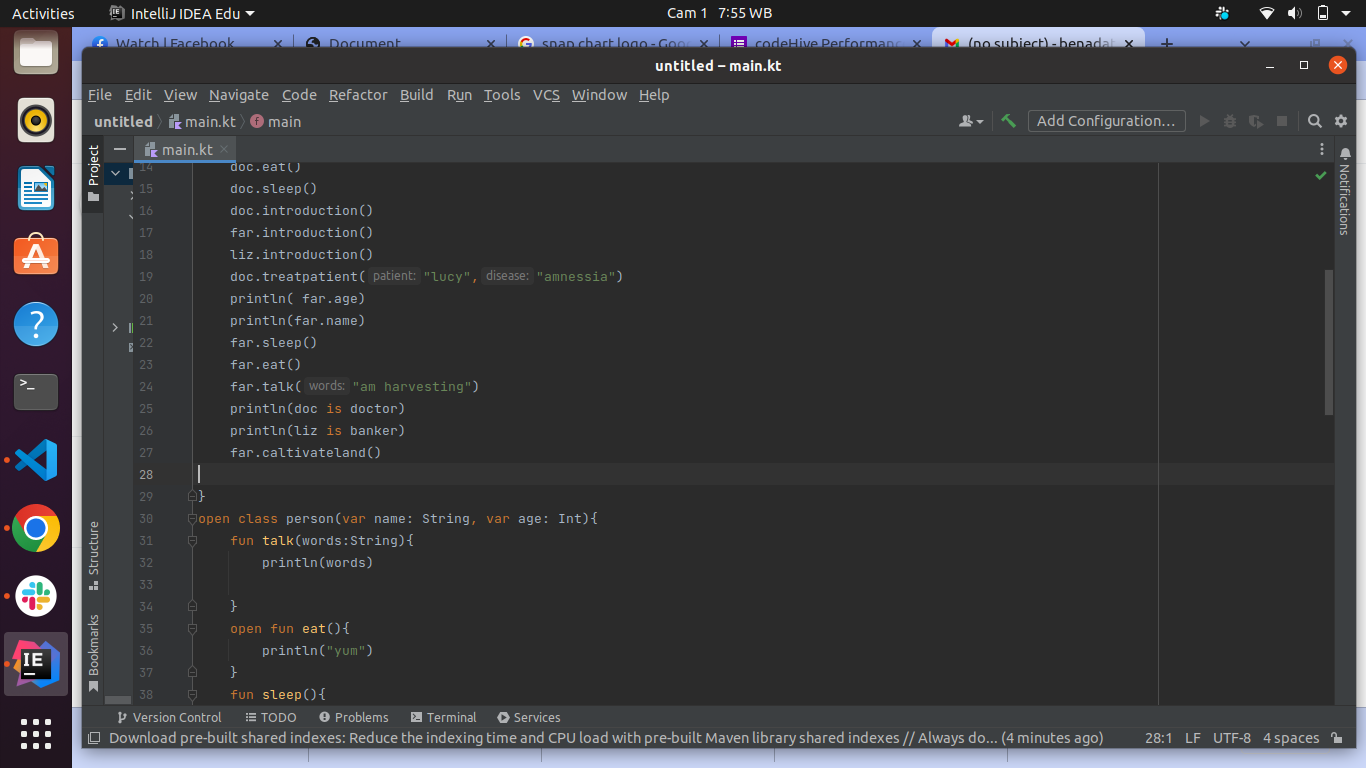 Activities
IntelliJ IDEA Edu
Cam 1 7:55 WB
Watch | Facebook
Document
snap chart logo - Goo
codeHive Performanc
(no subject) - benadat
untitled – main.kt
File Edit View Navigate Code Refactor Build Run Tools VCS Window Help
untitled main.kt main
Add Configuration...
Project
main.kt
Notifications
14 doc.eat()
15 doc.sleep()
16 doc.introduction()
17 far.introduction()
18 liz.introduction()
19 doc.treatpatient( patient: "lucy", disease: "amnessia")
20 println( far.age)
21 println(far.name)
22 far.sleep()
23 far.eat()
24 far.talk( words: "am harvesting")
25 println(doc is doctor)
26 println(liz is banker)
27 far.caltivateland()
28
29 }
30 open class person(var name: String, var age: Int){
31 fun talk(words:String){
32 println(words)
33
34 }
35 open fun eat(){
36 println("yum")
37 }
38 fun sleep(){
Structure
Bookmarks
Version Control TODO Problems Terminal Services
Download pre-built shared indexes: Reduce the indexing time and CPU load with pre-built Maven library shared indexes // Always do... (4 minutes ago)
28:1 LF UTF-8 4 spaces